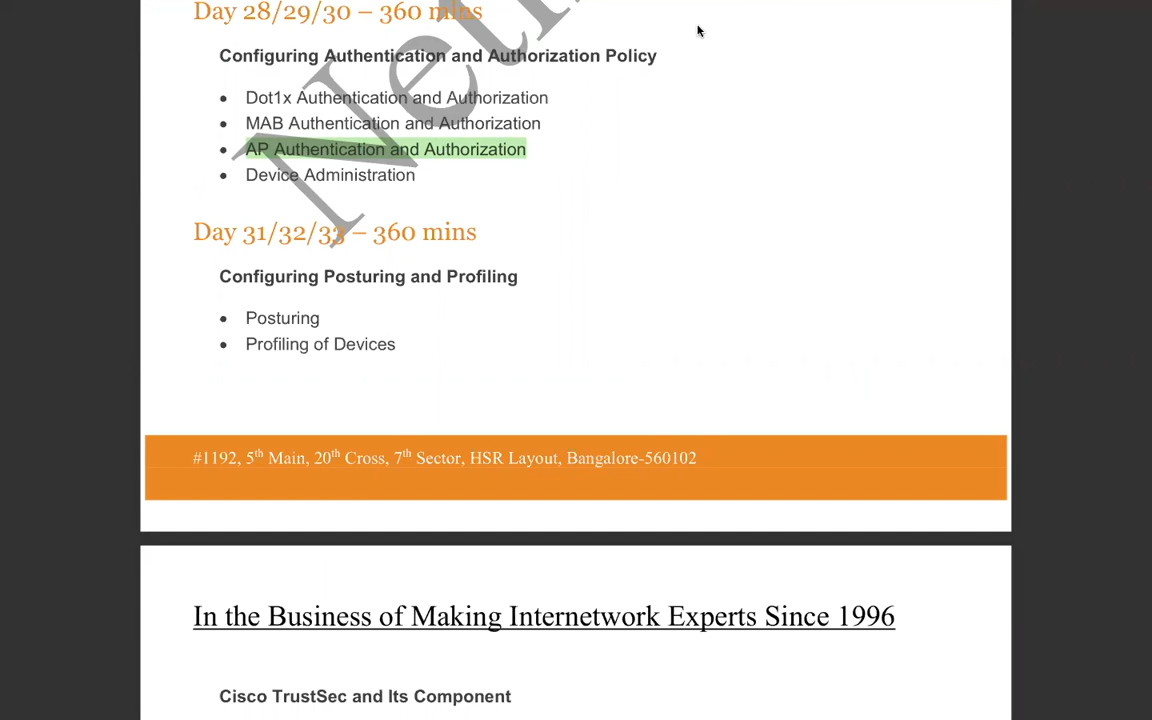 Day 28/29/30 – 360 mins
Configuring Authentication and Authorization Policy
• Dot1x Authentication and Authorization
• MAB Authentication and Authorization
• AP Authentication and Authorization
• Device Administration
Day 31/32/33 – 360 mins
Configuring Posturing and Profiling
• Posturing
• Profiling of Devices
#1192, 5th Main, 20th Cross, 7th Sector, HSR Layout, Bangalore-560102
In the Business of Making Internetwork Experts Since 1996
Cisco TrustSec and Its Component